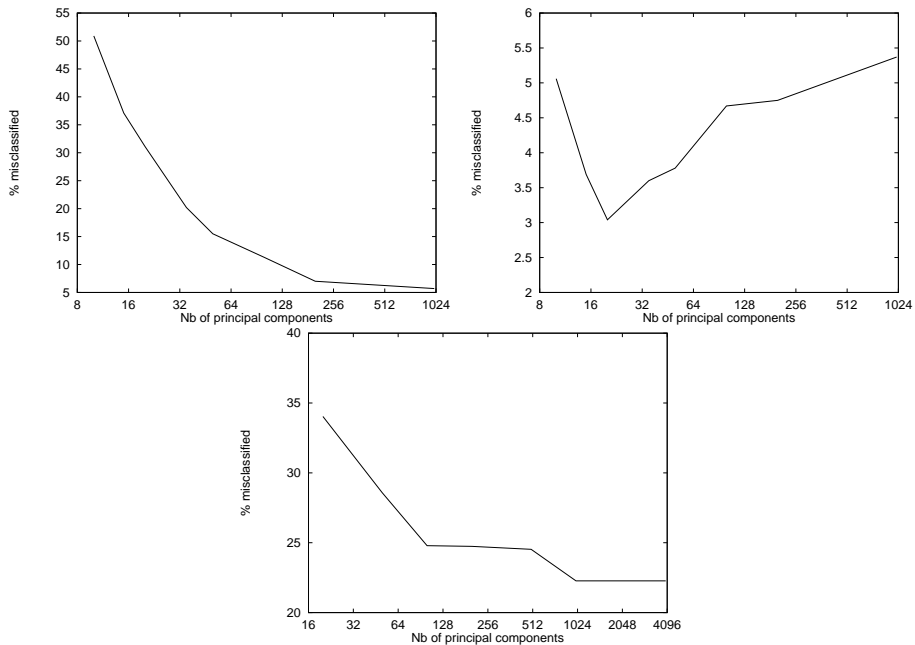 55
50
45
40
35
30
25
20
15
10
5
8 16 32 64 128 256 512 1024
% misclassified
Nb of principal components
6
5.5
5
4.5
4
3.5
3
2.5
2
8 16 32 64 128 256 512 1024
% misclassified
Nb of principal components
40
35
30
25
20
16 32 64 128 256 512 1024 2048 4096
% misclassified
Nb of principal components